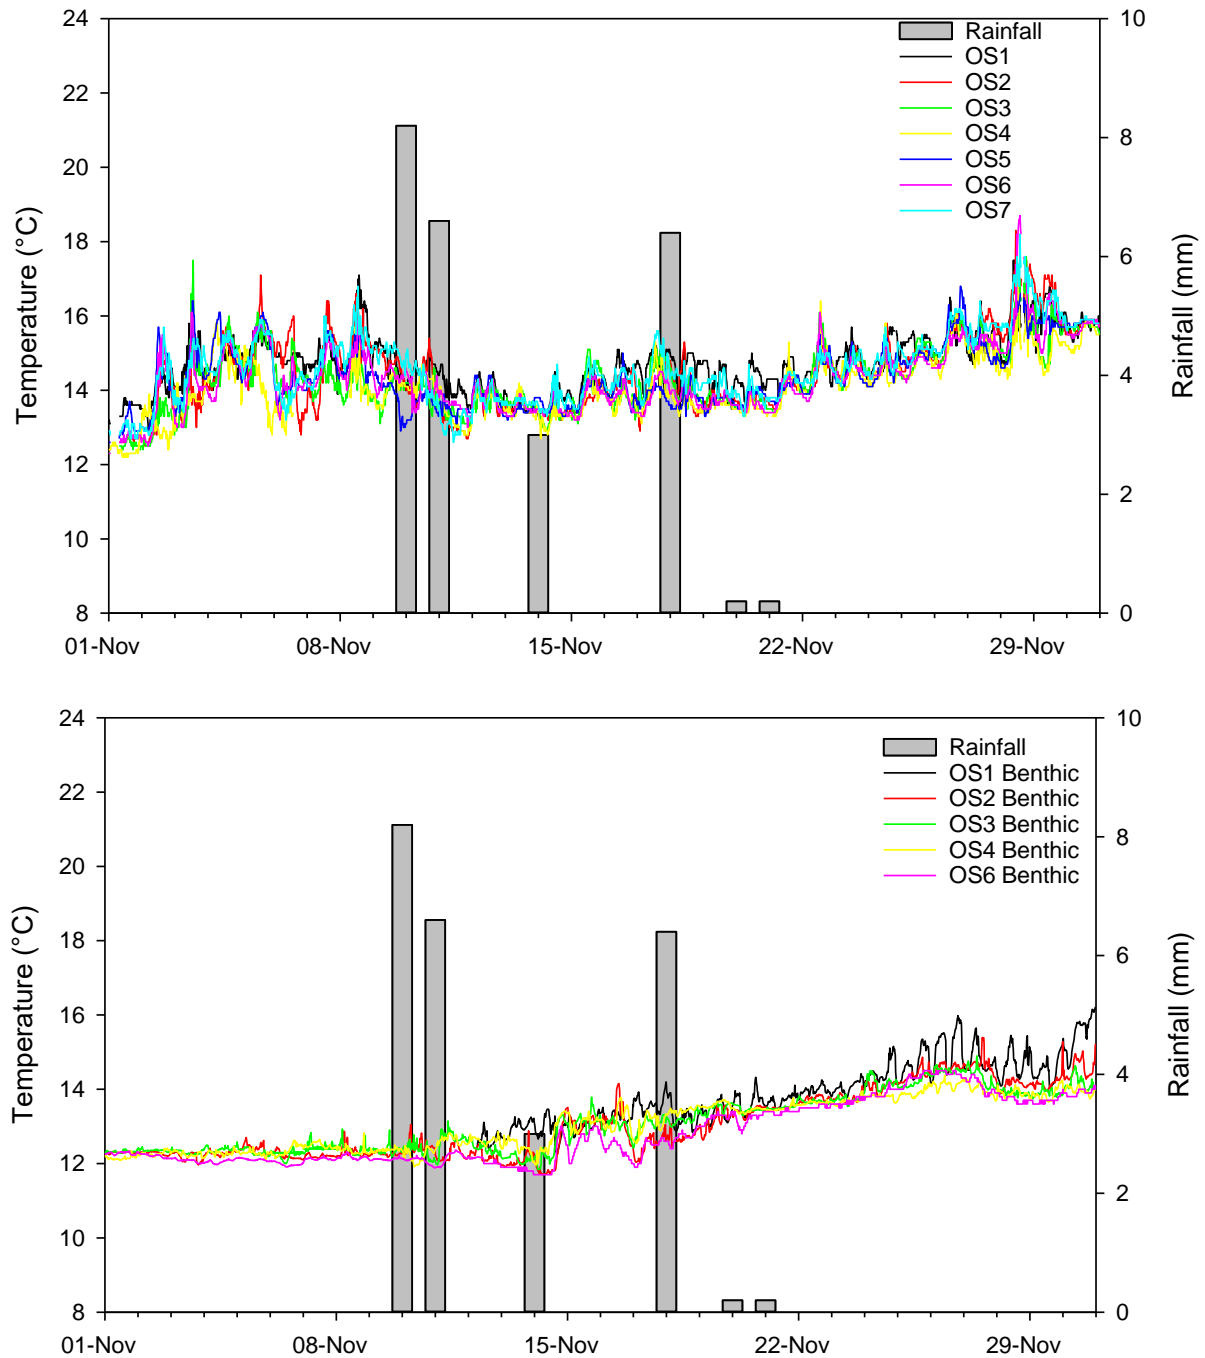 24
22
20
18
16
14
12
10
8
Temperature (°C)
10
8
6
4
2
0
Rainfall (mm)
Rainfall
OS1
OS2
OS3
OS4
OS5
OS6
OS7
01-Nov
08-Nov
15-Nov
22-Nov
29-Nov
24
22
20
18
16
14
12
10
8
Temperature (°C)
10
8
6
4
2
0
Rainfall (mm)
Rainfall
OS1 Benthic
OS2 Benthic
OS3 Benthic
OS4 Benthic
OS6 Benthic
01-Nov
08-Nov
15-Nov
22-Nov
29-Nov